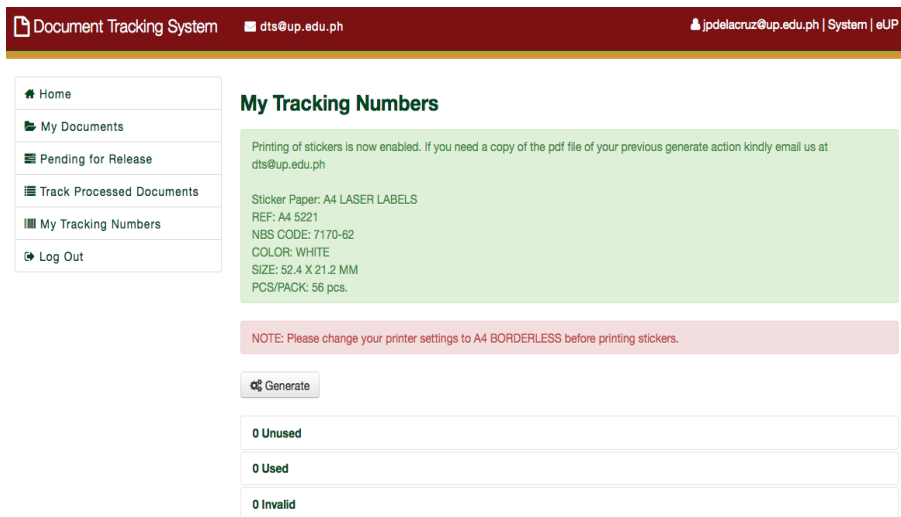 Document Tracking System
dts@up.edu.ph
jpdelacruz@up.edu.ph | System | eUP
Home
My Documents
Pending for Release
Track Processed Documents
My Tracking Numbers
Log Out
My Tracking Numbers
Printing of stickers is now enabled. If you need a copy of the pdf file of your previous generate action kindly email us at
dts@up.edu.ph
Sticker Paper: A4 LASER LABELS
REF: A4 5221
NBS CODE: 7170-62
COLOR: WHITE
SIZE: 52.4 X 21.2 MM
PCS/PACK: 56 pcs.
NOTE: Please change your printer settings to A4 BORDERLESS before printing stickers.
Generate
0 Unused
0 Used
0 Invalid